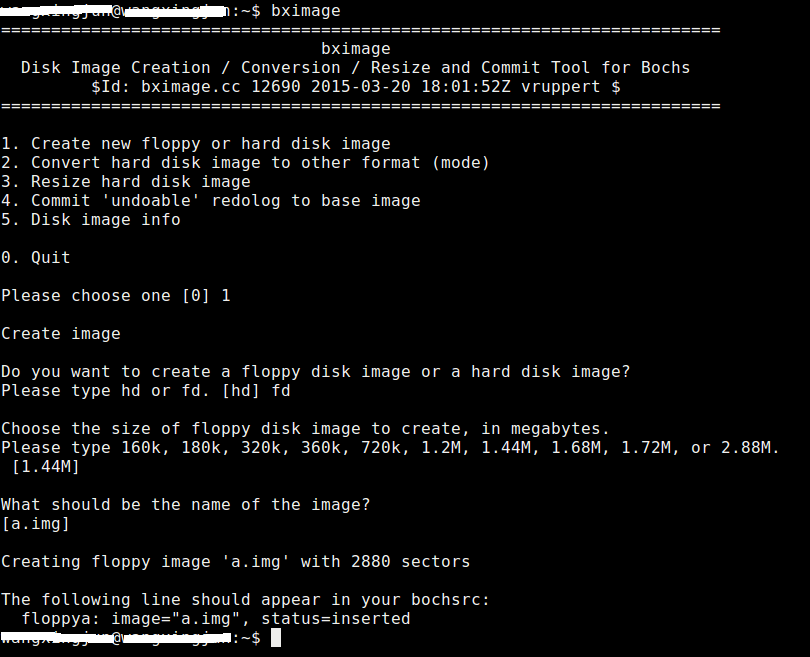 @:~$ bximage
========================================================================
bximage
Disk Image Creation / Conversion / Resize and Commit Tool for Bochs
$Id: bximage.cc 12690 2015-03-20 18:01:52Z vruppert $
========================================================================
1. Create new floppy or hard disk image
2. Convert hard disk image to other format (mode)
3. Resize hard disk image
4. Commit 'undoable' redolog to base image
5. Disk image info
0. Quit
Please choose one [0] 1
Create image
Do you want to create a floppy disk image or a hard disk image?
Please type hd or fd. [hd] fd
Choose the size of floppy disk image to create, in megabytes.
Please type 160k, 180k, 320k, 360k, 720k, 1.2M, 1.44M, 1.68M, 1.72M, or 2.88M.
[1.44M]
What should be the name of the image?
[a.img]
Creating floppy image 'a.img' with 2880 sectors
The following line should appear in your bochsrc:
floppya: image="a.img", status=inserted
@:~$